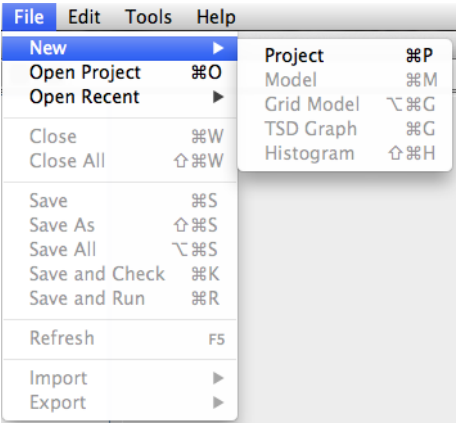 File Edit Tools Help
New ▶
Open Project ⌘O
Open Recent ▶
Close ⌘W
Close All ⇧⌘W
Save ⌘S
Save As ⇧⌘S
Save All ⌥⌘S
Save and Check ⌘K
Save and Run ⌘R
Refresh F5
Import ▶
Export ▶
Project ⌘P
Model ⌘M
Grid Model ⌥⌘G
TSD Graph ⌘G
Histogram ⇧⌘H